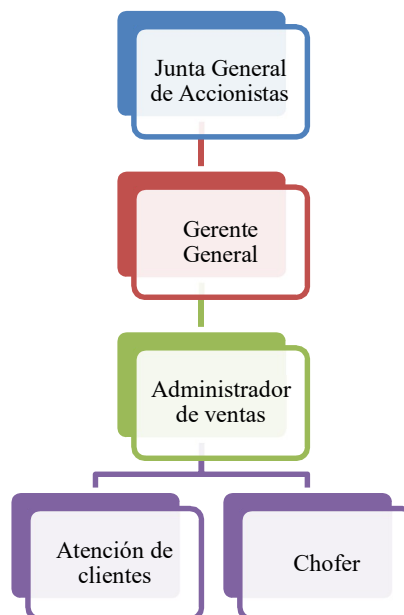 Junta General
de Accionistas
Gerente
General
Administrador
de ventas
Atención de
clientes
Chofer